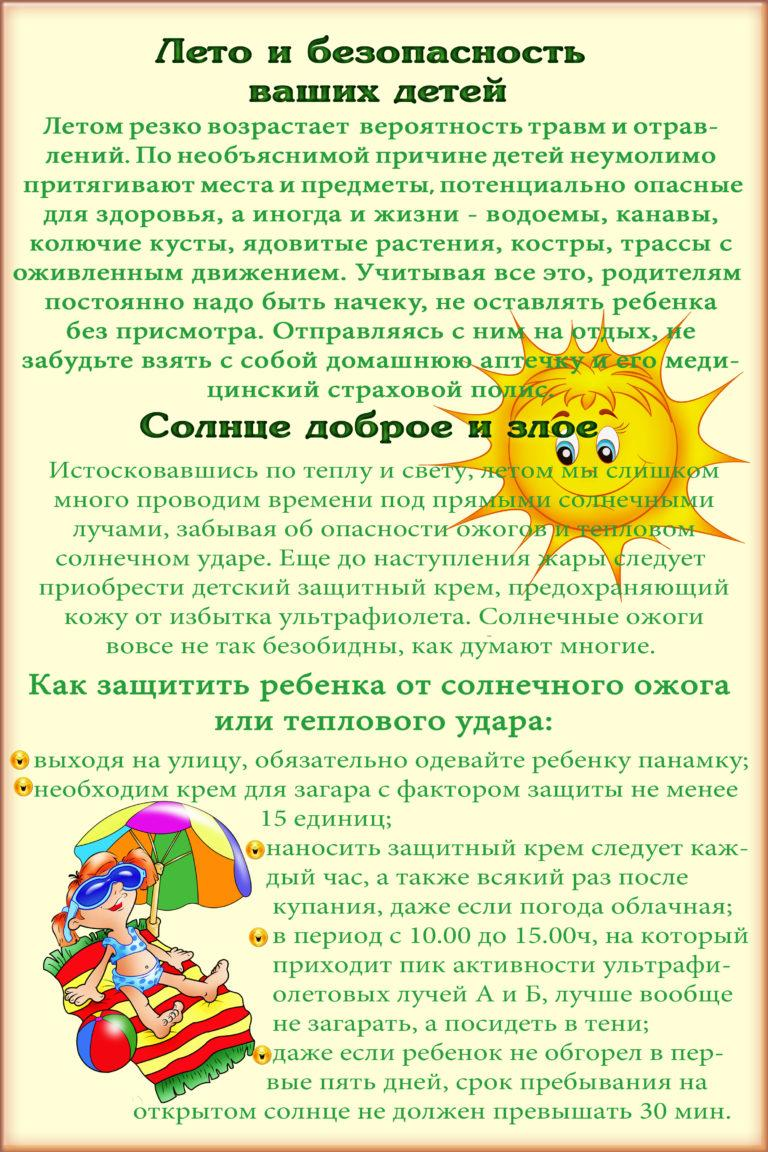 Лето и безопасность
ваших детей
Летом резко возрастает вероятность травм и отрав-
лений. По необъяснимой причине детей неумолимо
притягивают места и предметы, потенциально опасные
для здоровья, а иногда и жизни - водоемы, канавы,
колючие кусты, ядовитые растения, костры, трассы с
оживленным движением. Учитывая все это, родителям
постоянно надо быть начеку, не оставлять ребенка
без присмотра. Отправляясь с ним на отдых, не
забудьте взять с собой домашнюю аптечку и его меди-
цинский страховой полис.
Солнце доброе и злое
Истосковавшись по теплу и свету, летом мы слишком
много проводим времени под прямыми солнечными
лучами, забывая об опасности ожогов и тепловом
солнечном ударе. Еще до наступления жары следует
приобрести детский защитный крем, предохраняющий
кожу от избытка ультрафиолета. Солнечные ожоги
вовсе не так безобидны, как думают многие.
Как защитить ребенка от солнечного ожога
или теплового удара:
выходя на улицу, обязательно одевайте ребенку панамку;
необходим крем для загара с фактором защиты не менее
15 единиц;
наносить защитный крем следует каж-
дый час, а также всякий раз после
купания, даже если погода облачная;
в период с 10.00 до 15.00ч, на который
приходит пик активности ультрафи-
олетовых лучей А и Б, лучше вообще
не загарать, а посидеть в тени;
даже если ребенок не обгорел в пер-
вые пять дней, срок пребывания на
открытом солнце не должен превышать 30 мин.